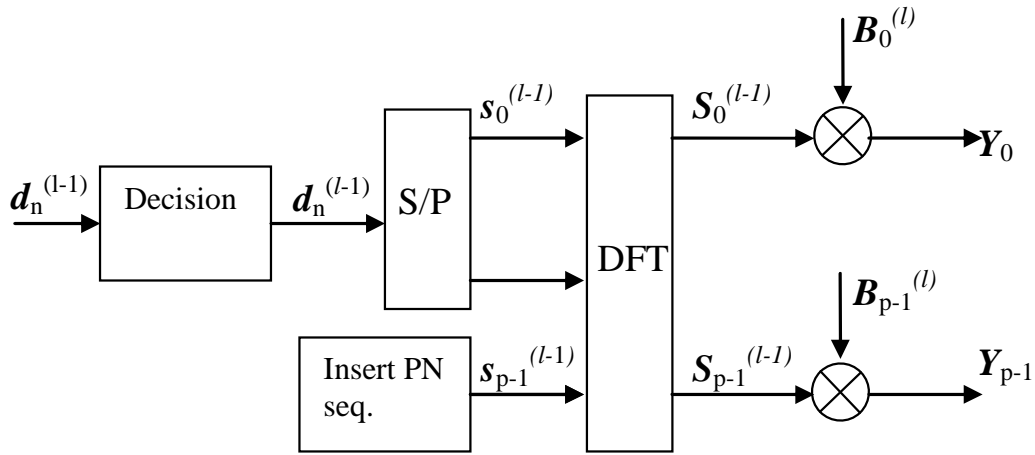 B₀⁽ˡ⁾
s₀⁽ˡ⁻¹⁾
S₀⁽ˡ⁻¹⁾
Y₀
dₙ⁽ˡ⁻¹⁾
Decision
dₙ⁽ˡ⁻¹⁾
S/P
DFT
Bₚ₋₁⁽ˡ⁾
Insert PN
seq.
sₚ₋₁⁽ˡ⁻¹⁾
Sₚ₋₁⁽ˡ⁻¹⁾
Yₚ₋₁